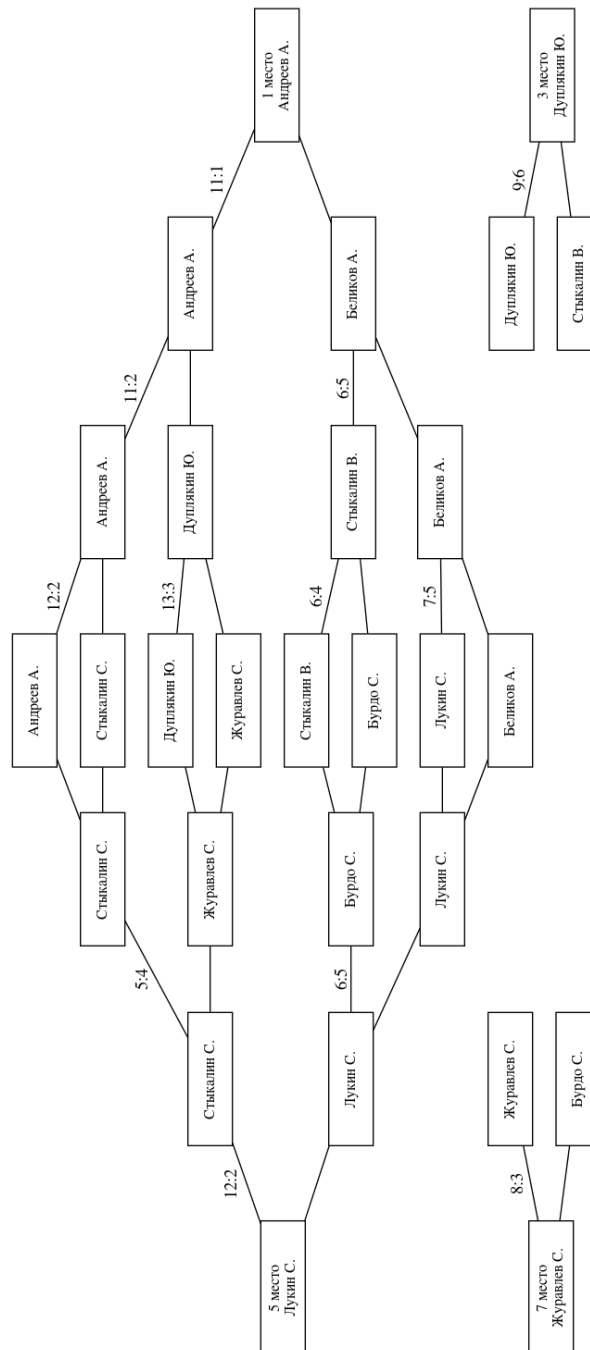 Андреев А.
12:2
Стыкалин С.
Стыкалин С.
Андреев А.
5:4
11:2
13:3
Дуплякин Ю.
Стыкалин С.
Журавлев С.
Дуплякин Ю.
Андреев А.
12:2
11:1
Журавлев С.
5 место
Лукин С.
1 место
Андреев А.
Стыкалин В.
6:4
6:5
6:5
Лукин С.
Бурдо С.
Стыкалин В.
Беликов А.
Бурдо С.
7:5
Лукин С.
Лукин С.
Беликов А.
Журавлев С.
Беликов А.
Дуплякин Ю.
8:3
9:6
7 место
Журавлев С.
3 место
Дуплякин Ю.
Бурдо С.
Стыкалин В.